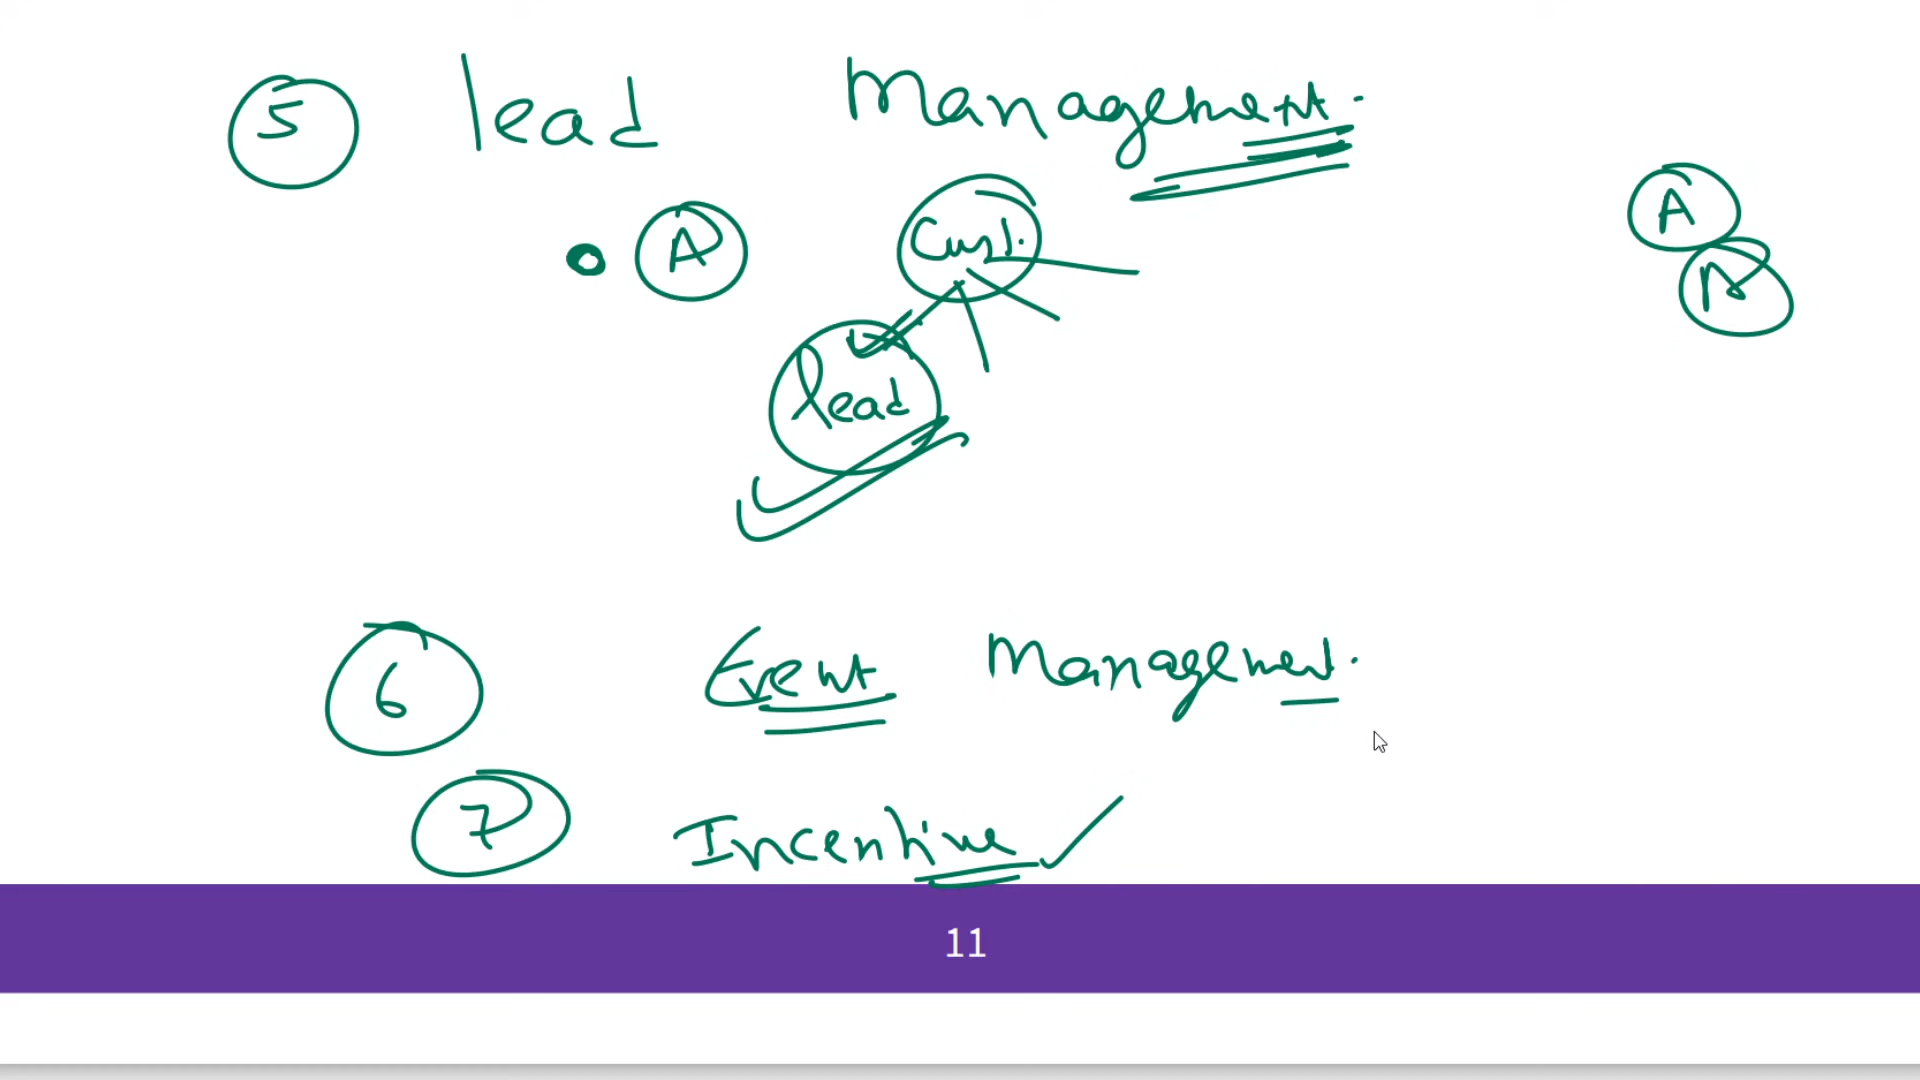 5 lead Management.
A Cust. A
lead
6 Event Management.
7 Incentive
11